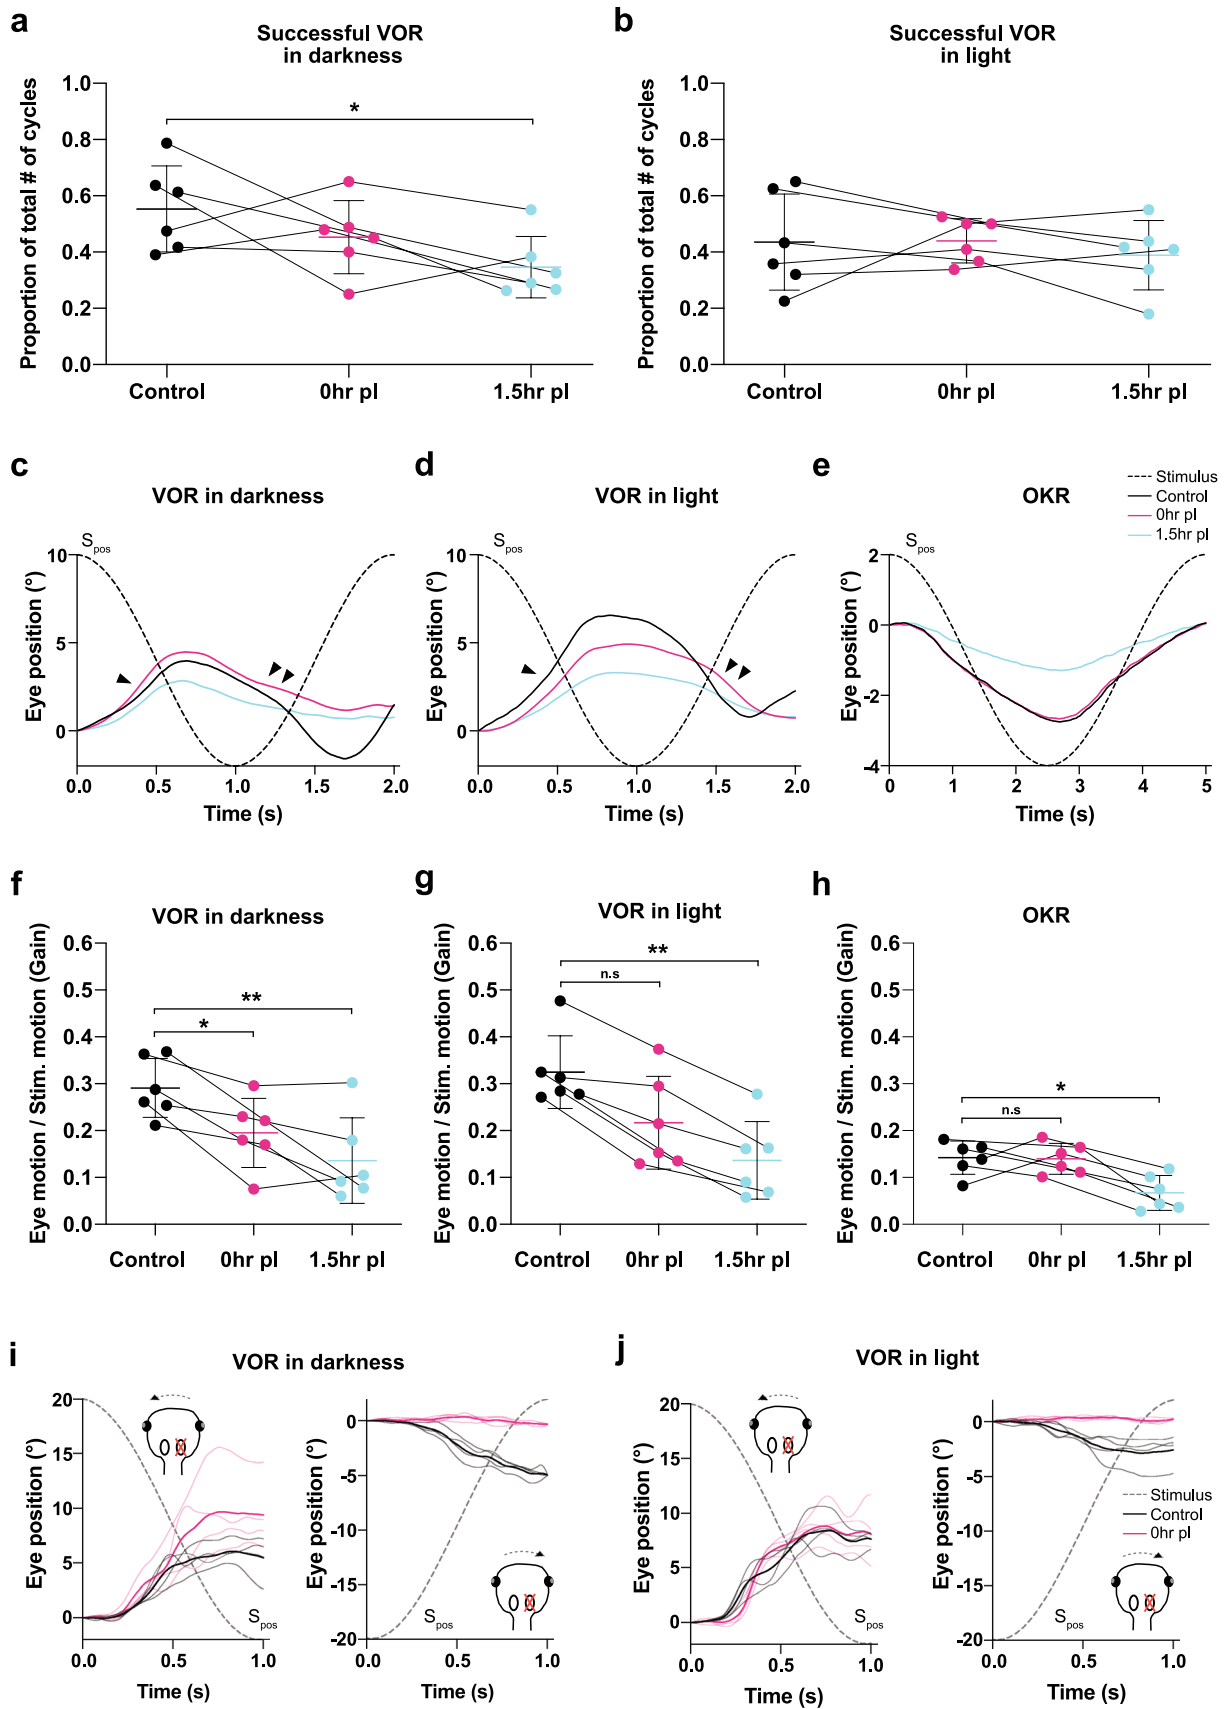 a
Successful VOR
in darkness
Proportion of total # of cycles
1.0
0.8
0.6
0.4
0.2
0.0
*
Control
0hr pl
1.5hr pl
b
Successful VOR
in light
Proportion of total # of cycles
1.0
0.8
0.6
0.4
0.2
0.0
Control
0hr pl
1.5hr pl
c
VOR in darkness
Spos
Eye position (°)
10
5
0
0.0 0.5 1.0 1.5 2.0
Time (s)
d
VOR in light
Spos
Eye position (°)
10
5
0
0.0 0.5 1.0 1.5 2.0
Time (s)
e
OKR
Stimulus
Control
0hr pl
1.5hr pl
Spos
Eye position (°)
2
0
-2
-4
0 1 2 3 4 5
Time (s)
f
VOR in darkness
Eye motion / Stim. motion (Gain)
0.6
0.5
0.4
0.3
0.2
0.1
0.0
**
*
Control
0hr pl
1.5hr pl
g
VOR in light
Eye motion / Stim. motion (Gain)
0.6
0.5
0.4
0.3
0.2
0.1
0.0
**
n.s
Control
0hr pl
1.5hr pl
h
OKR
Eye motion / Stim. motion (Gain)
0.6
0.5
0.4
0.3
0.2
0.1
0.0
*
n.s
Control
0hr pl
1.5hr pl
i
VOR in darkness
Eye position (°)
20
15
10
5
0
Spos
0.0 0.5 1.0
Time (s)
Eye position (°)
0
-5
-10
-15
-20
Spos
0.0 0.5 1.0
Time (s)
j
VOR in light
Eye position (°)
20
15
10
5
0
Spos
0.0 0.5 1.0
Time (s)
Eye position (°)
0
-5
-10
-15
-20
Stimulus
Control
0hr pl
Spos
0.0 0.5 1.0
Time (s)